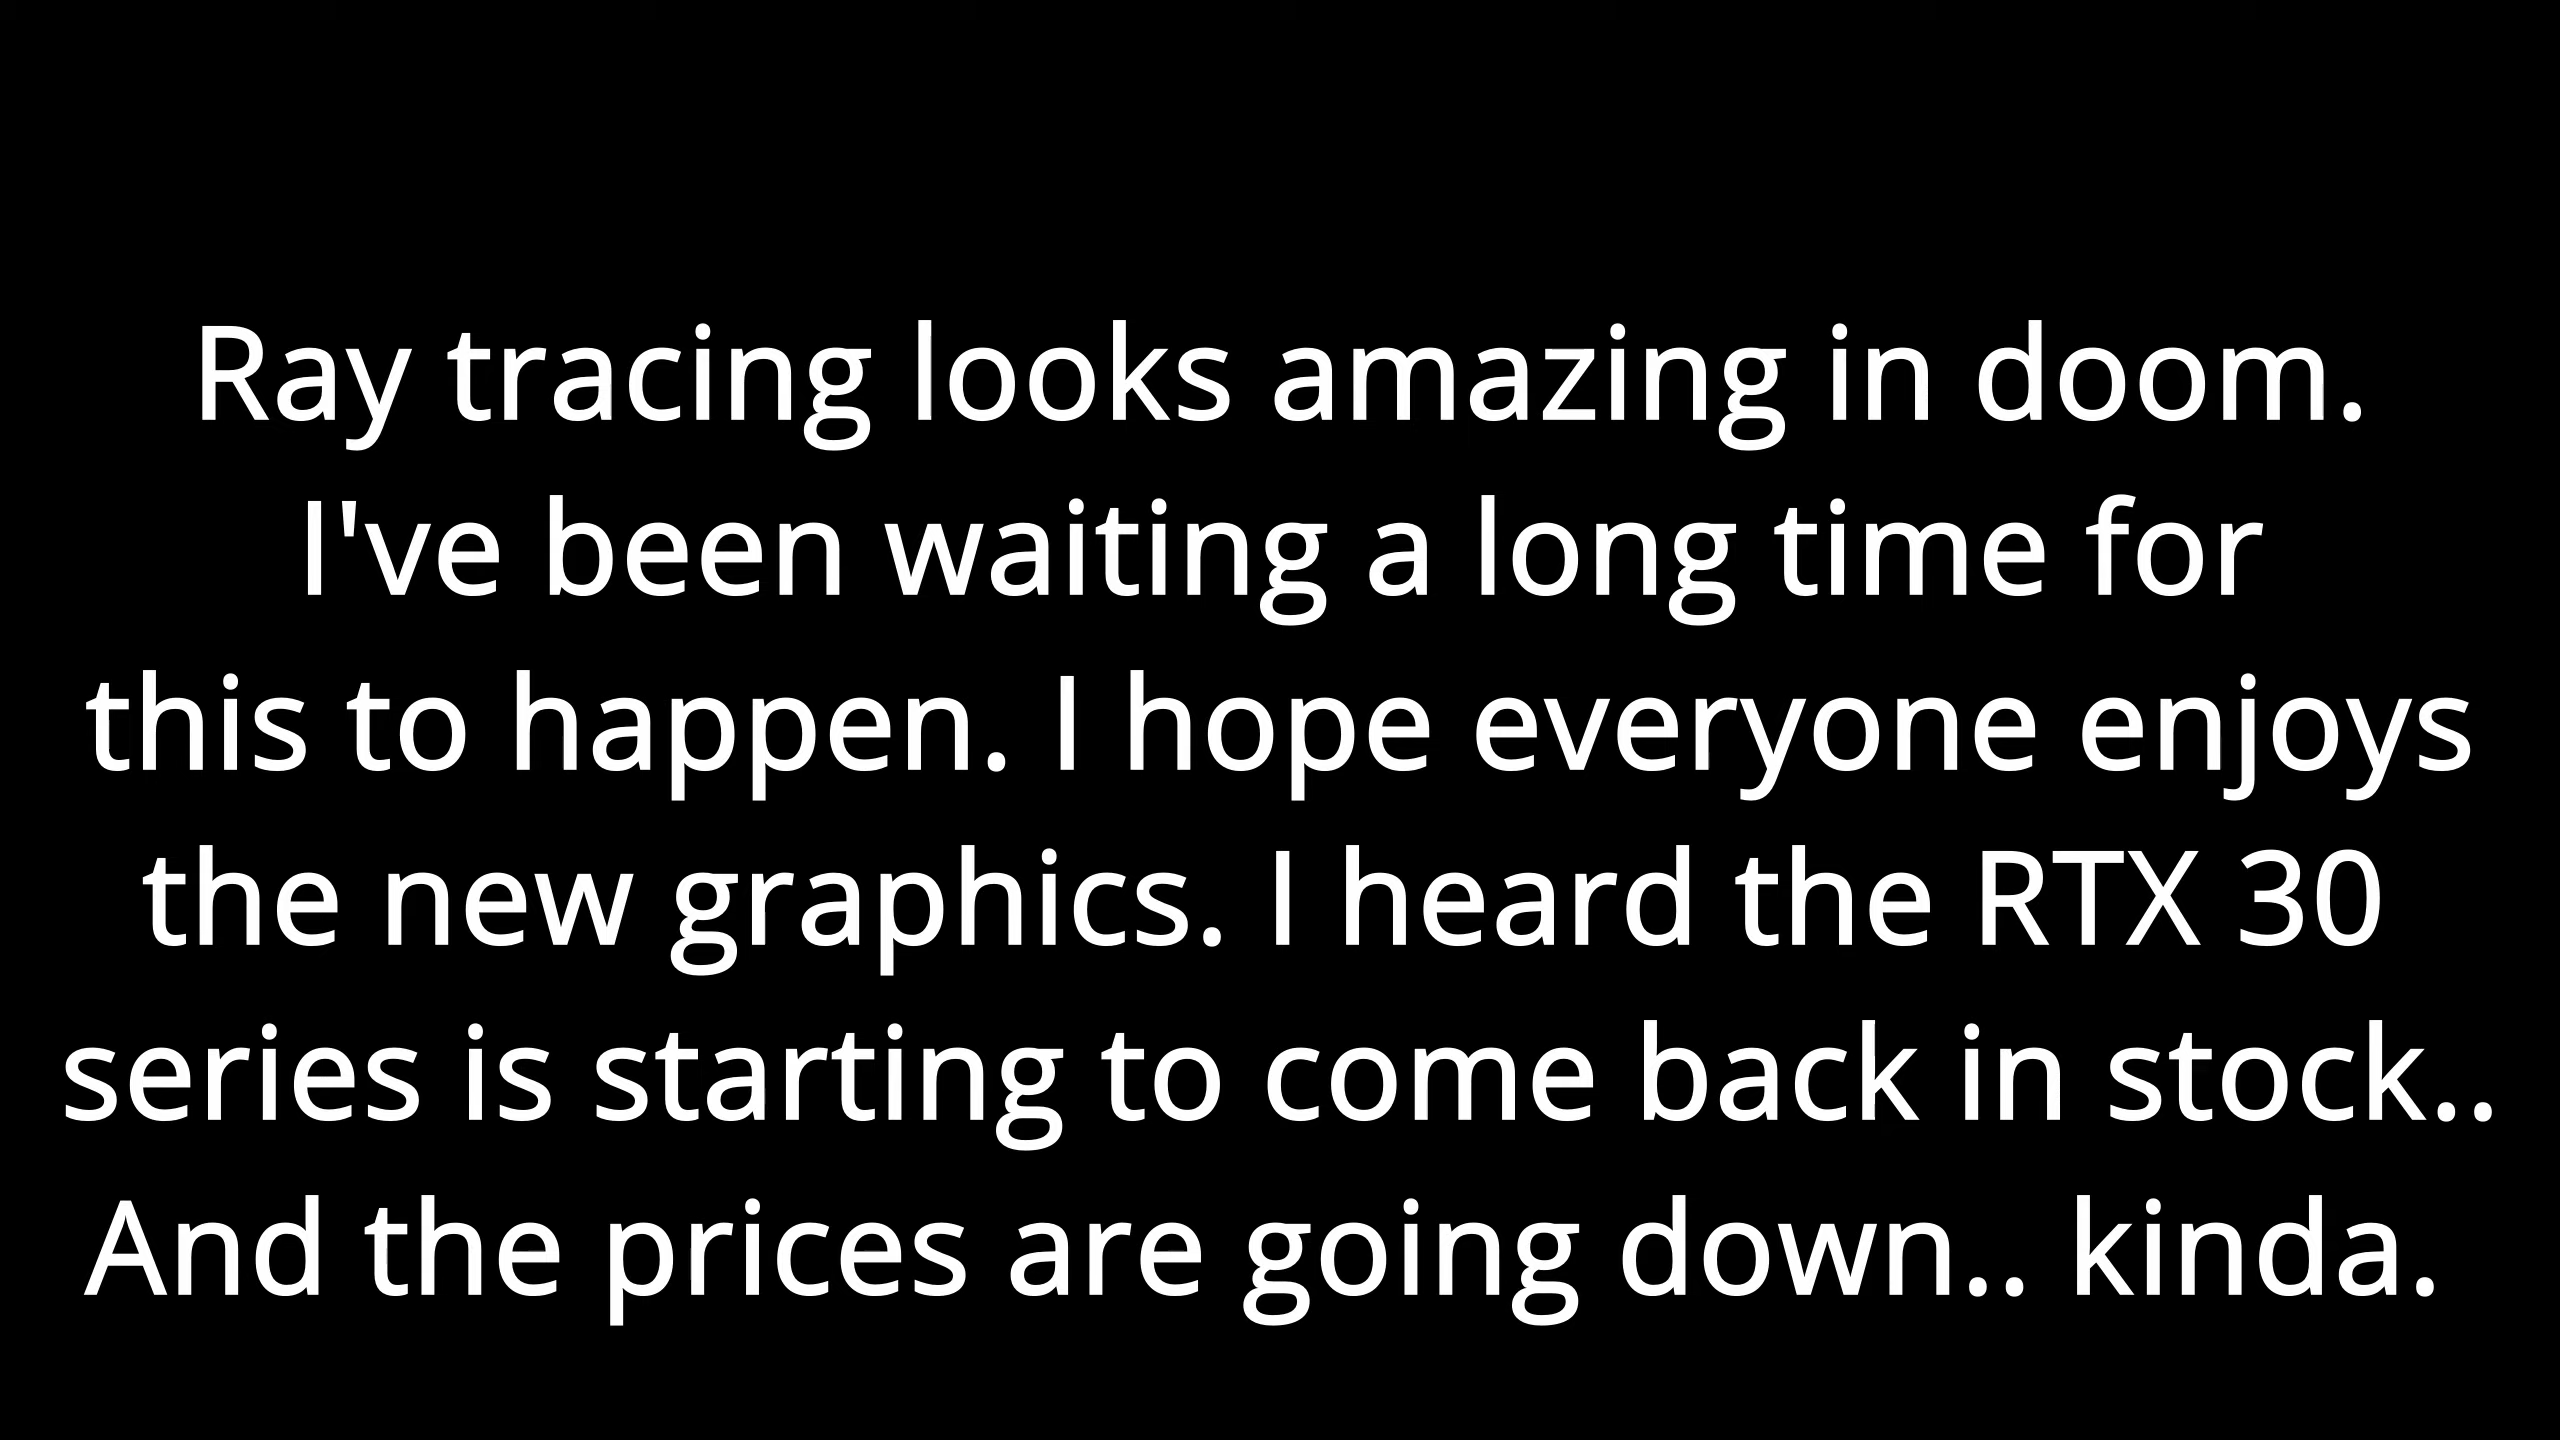 Ray tracing looks amazing in doom.
I've been waiting a long time for
this to happen. I hope everyone enjoys
the new graphics. I heard the RTX 30
series is starting to come back in stock..
And the prices are going down.. kinda.